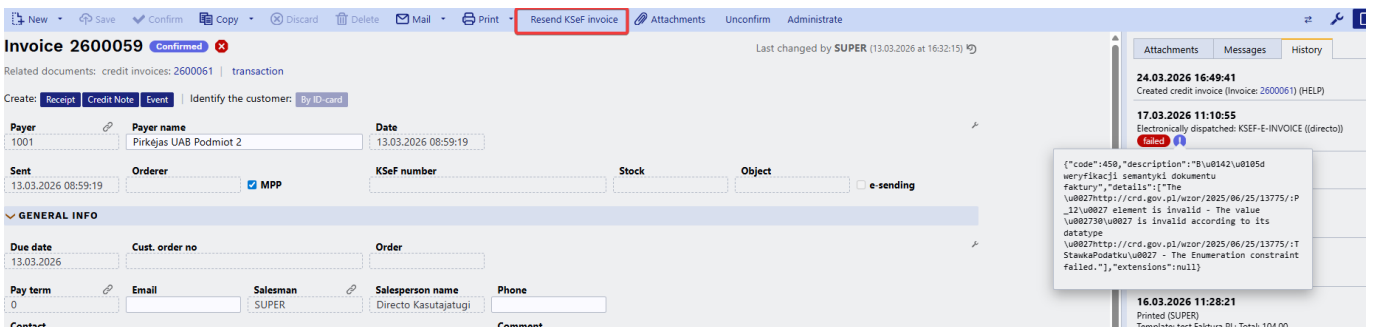 New Save Confirm Copy Discard Delete Mail Print Resend KSeF invoice Attachments Unconfirm Administrate
Invoice 2600059 Confirmed
Last changed by SUPER (13.03.2026 at 16:32:15)
Related documents: credit invoices: 2600061 | transaction
Create: Receipt Credit Note Event | Identify the customer: By ID-card
Payer Payer name Date
1001 Pirkėjas UAB Podmiot 2 13.03.2026 08:59:19
Sent Orderer KSeF number Stock Object
13.03.2026 08:59:19 MPP e-sending
GENERAL INFO
Due date Cust. order no Order
13.03.2026
Pay term Email Salesman Salesperson name Phone
0 SUPER Directo Kasutajatugi
Contact Comment
Attachments Messages History
24.03.2026 16:49:41
Created credit invoice (Invoice: 2600061) (HELP)
17.03.2026 11:10:55
Electronically dispatched: KSEF-E-INVOICE ((directo))
failed
{"code":450,"description":"B\u0142\u0105d
weryfikacji semantyki dokumentu
faktury","details":["The
\u0027http://crd.gov.pl/wzor/2025/06/25/13775/:P
_12\u0027 element is invalid - The value
\u002730\u0027 is invalid according to its
datatype
\u0027http://crd.gov.pl/wzor/2025/06/25/13775/:T
StawkaPodatku\u0027 - The Enumeration constraint
failed."],"extensions":null}
16.03.2026 11:28:21
Printed (SUPER)
Template: test Faktura PL; Total: 104.00